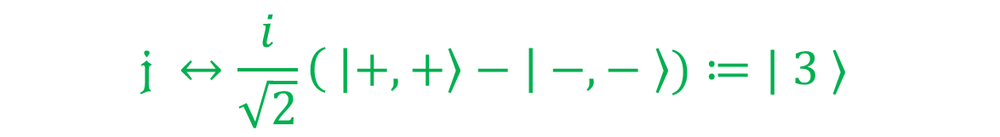 𝔧 ↔ i/√2 ( |+,+⟩ − | −,− ⟩) ≔ | 3 ⟩